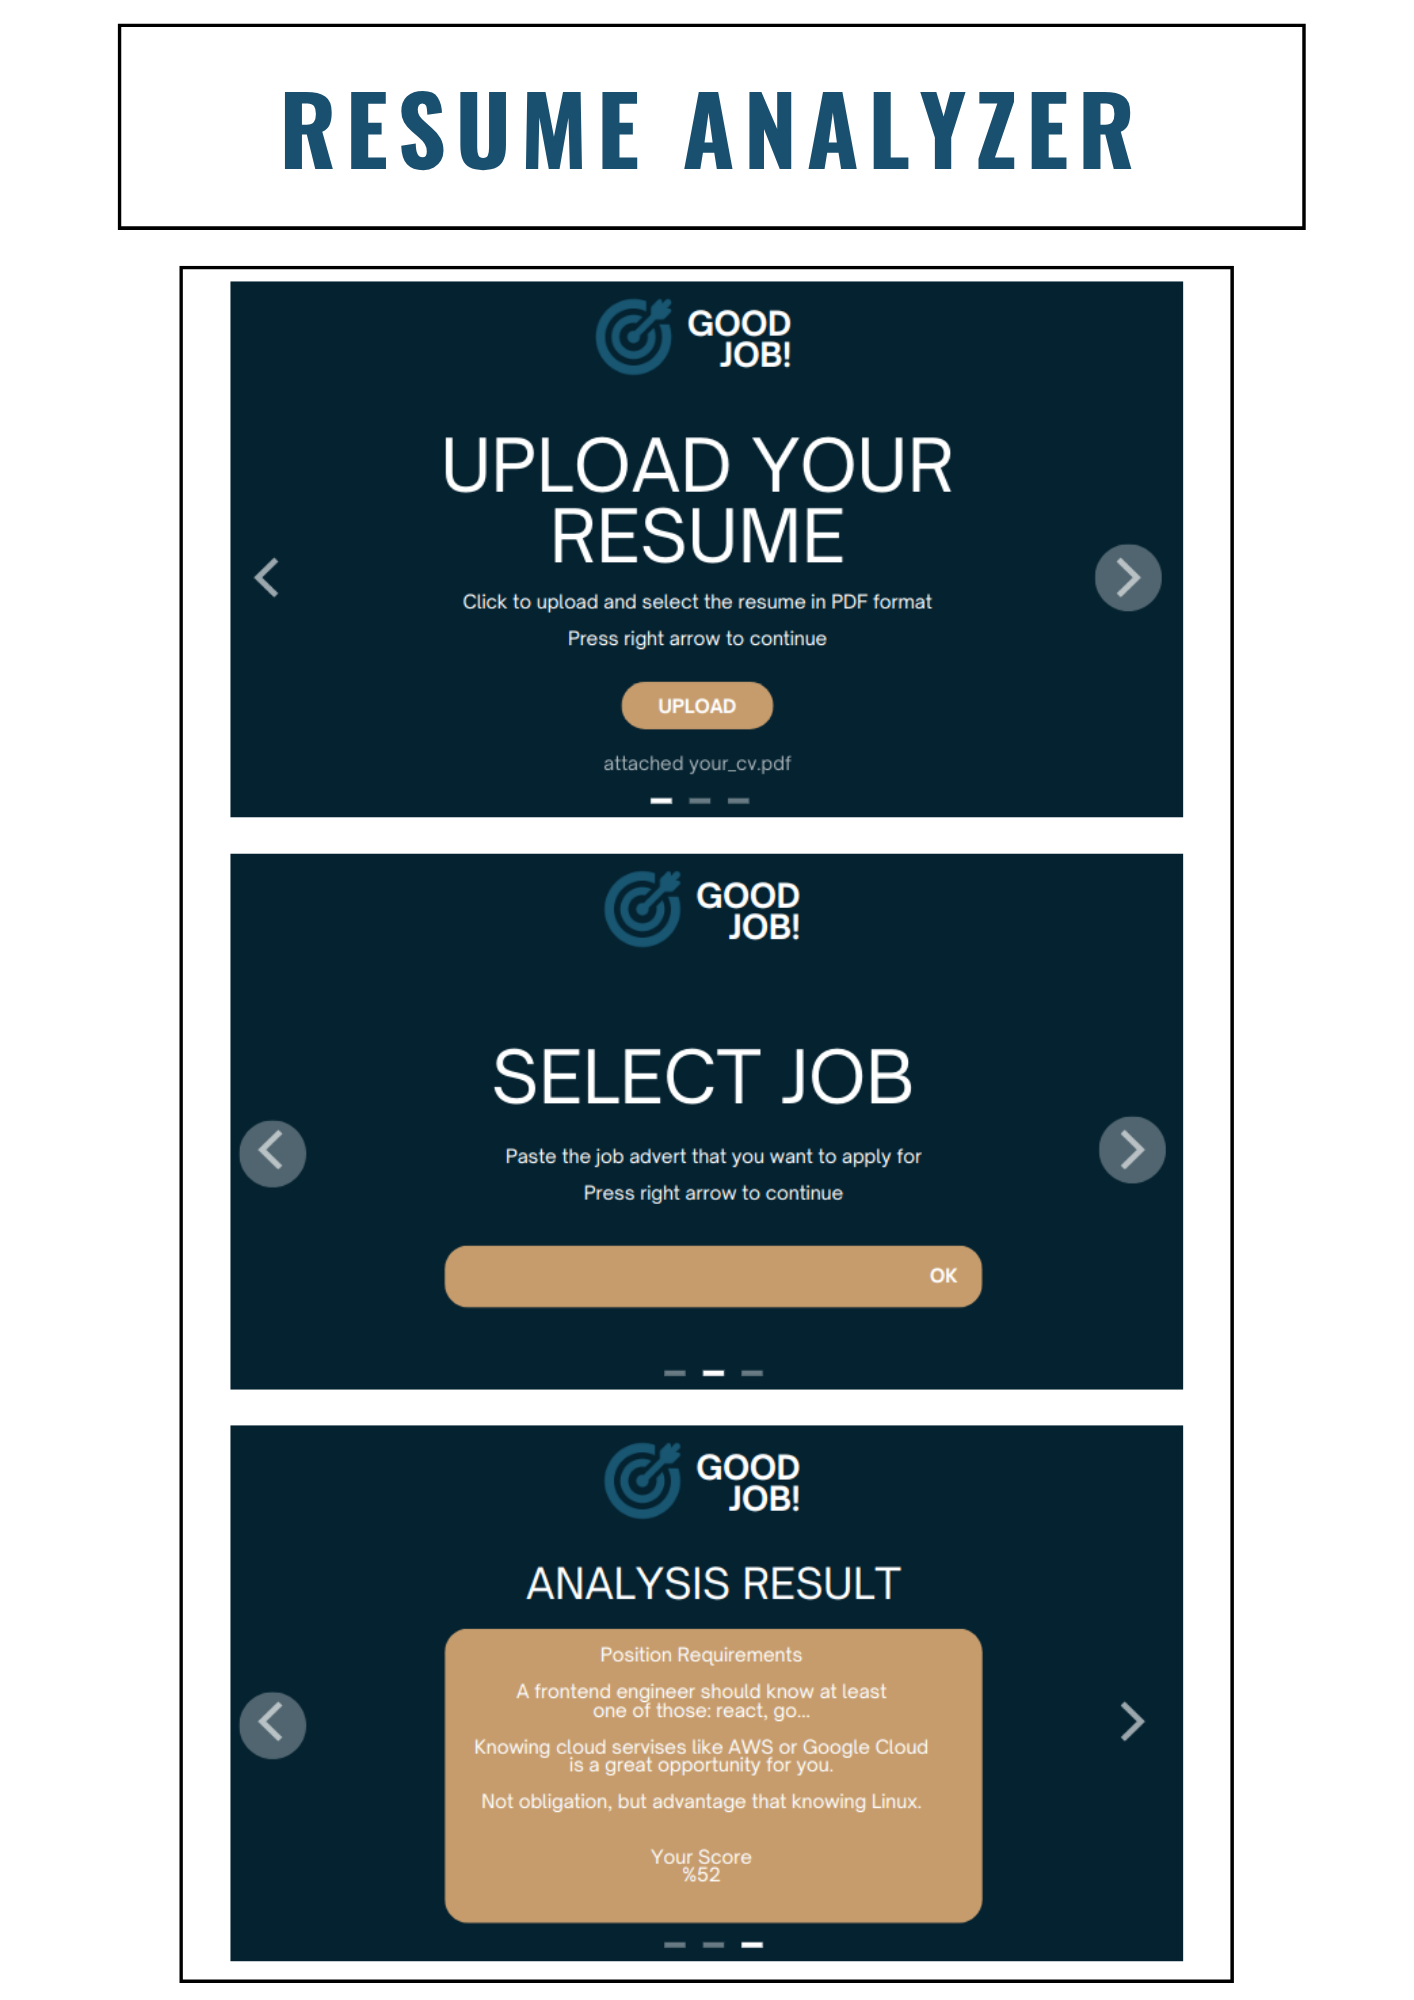 RESUME ANALYZER
GOOD
JOB!
UPLOAD YOUR
RESUME
Click to upload and select the resume in PDF format
Press right arrow to continue
UPLOAD
attached your_cv.pdf
GOOD
JOB!
SELECT JOB
Paste the job advert that you want to apply for
Press right arrow to continue
OK
GOOD
JOB!
ANALYSIS RESULT
Position Requirements
A frontend engineer should know at least
one of those: react, go...
Knowing cloud servises like AWS or Google Cloud
is a great opportunity for you.
Not obligation, but advantage that knowing Linux.
Your Score
%52